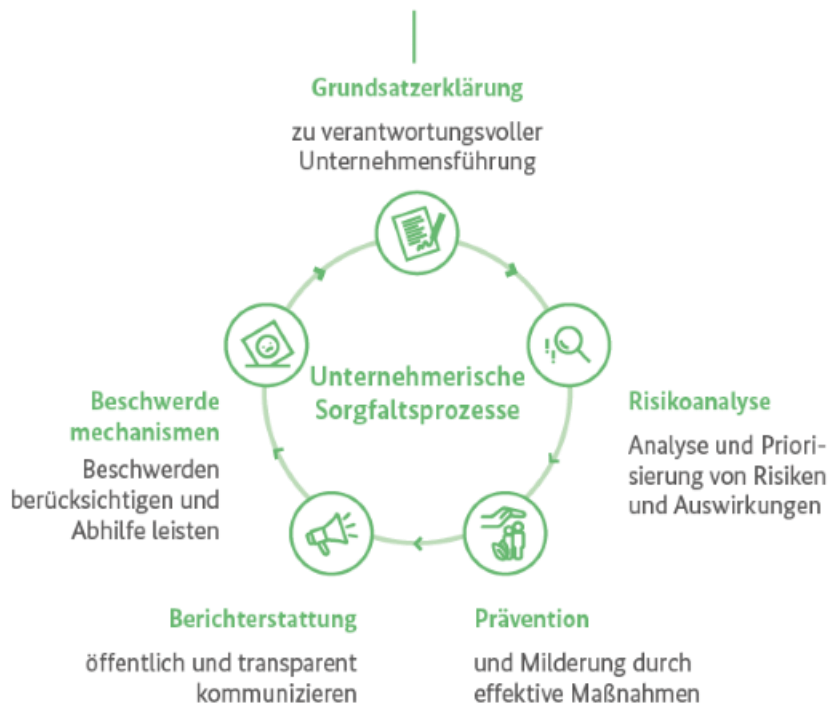 Grundsatzerklärung
zu verantwortungsvoller
Unternehmensführung
Unternehmerische
Sorgfaltsprozesse
Risikoanalyse
Analyse und Priori-
sierung von Risiken
und Auswirkungen
Prävention
und Milderung durch
effektive Maßnahmen
Berichterstattung
öffentlich und transparent
kommunizieren
Beschwerde
mechanismen
Beschwerden
berücksichtigen und
Abhilfe leisten